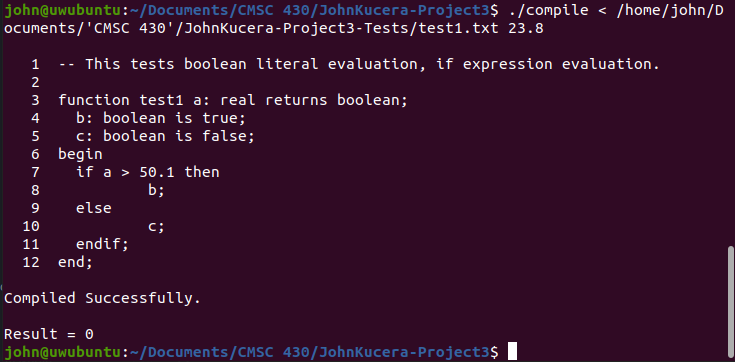 john@uwubuntu:~/Documents/CMSC 430/JohnKucera-Project3$ ./compile < /home/john/D
ocuments/'CMSC 430'/JohnKucera-Project3-Tests/test1.txt 23.8
1  -- This tests boolean literal evaluation, if expression evaluation.
2
3  function test1 a: real returns boolean;
4    b: boolean is true;
5    c: boolean is false;
6  begin
7    if a > 50.1 then
8            b;
9    else
10            c;
11    endif;
12  end;
Compiled Successfully.
Result = 0
john@uwubuntu:~/Documents/CMSC 430/JohnKucera-Project3$